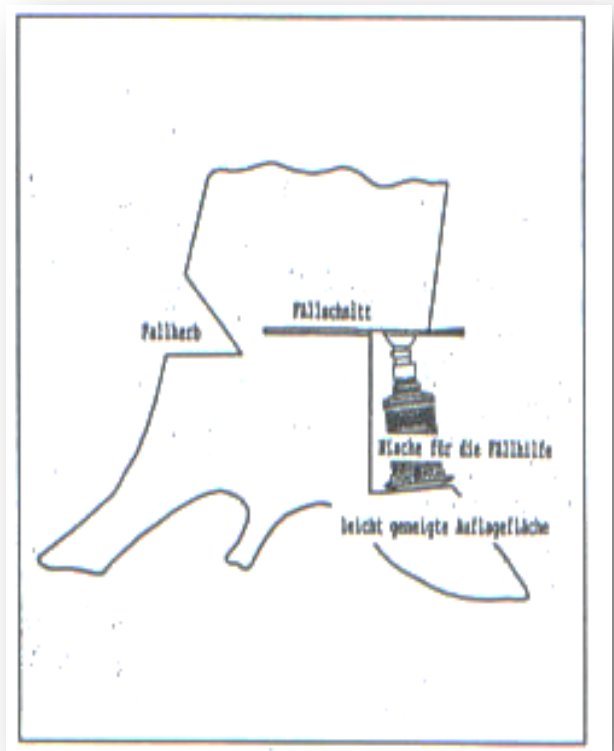 Fällschnitt
Fallkerb
Nische für die Fällhilfe
leicht geneigte Auflagefläche